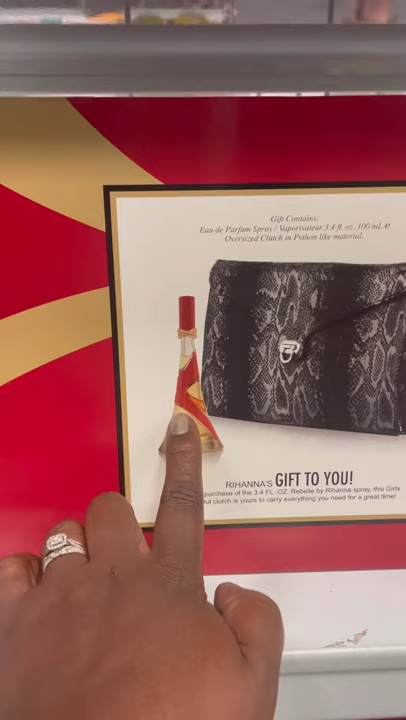 Gift Contains:
Eau de Parfum Spray / Vaporisateur 3.4 fl. oz. 100 mL e
Oversized Clutch in Python like material.
RIHANNA'S GIFT TO YOU!
purchase of the 3.4 FL. OZ. Rebelle by Rihanna spray, this Girls
out clutch is yours to carry everything you need for a great time!